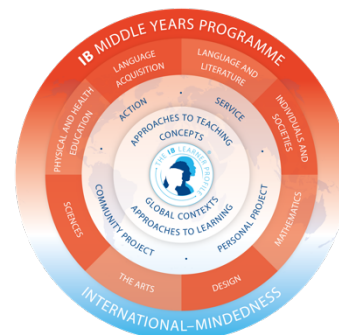 IB MIDDLE YEARS PROGRAMME
LANGUAGE
ACQUISITION
LANGUAGE AND
LITERATURE
PHYSICAL AND HEALTH
EDUCATION
INDIVIDUALS AND
SOCIETIES
SCIENCES
MATHEMATICS
THE ARTS
DESIGN
ACTION
SERVICE
COMMUNITY PROJECT
PERSONAL PROJECT
APPROACHES TO TEACHING
CONCEPTS
THE IB LEARNER PROFILE
GLOBAL CONTEXTS
APPROACHES TO LEARNING
INTERNATIONAL–MINDEDNESS